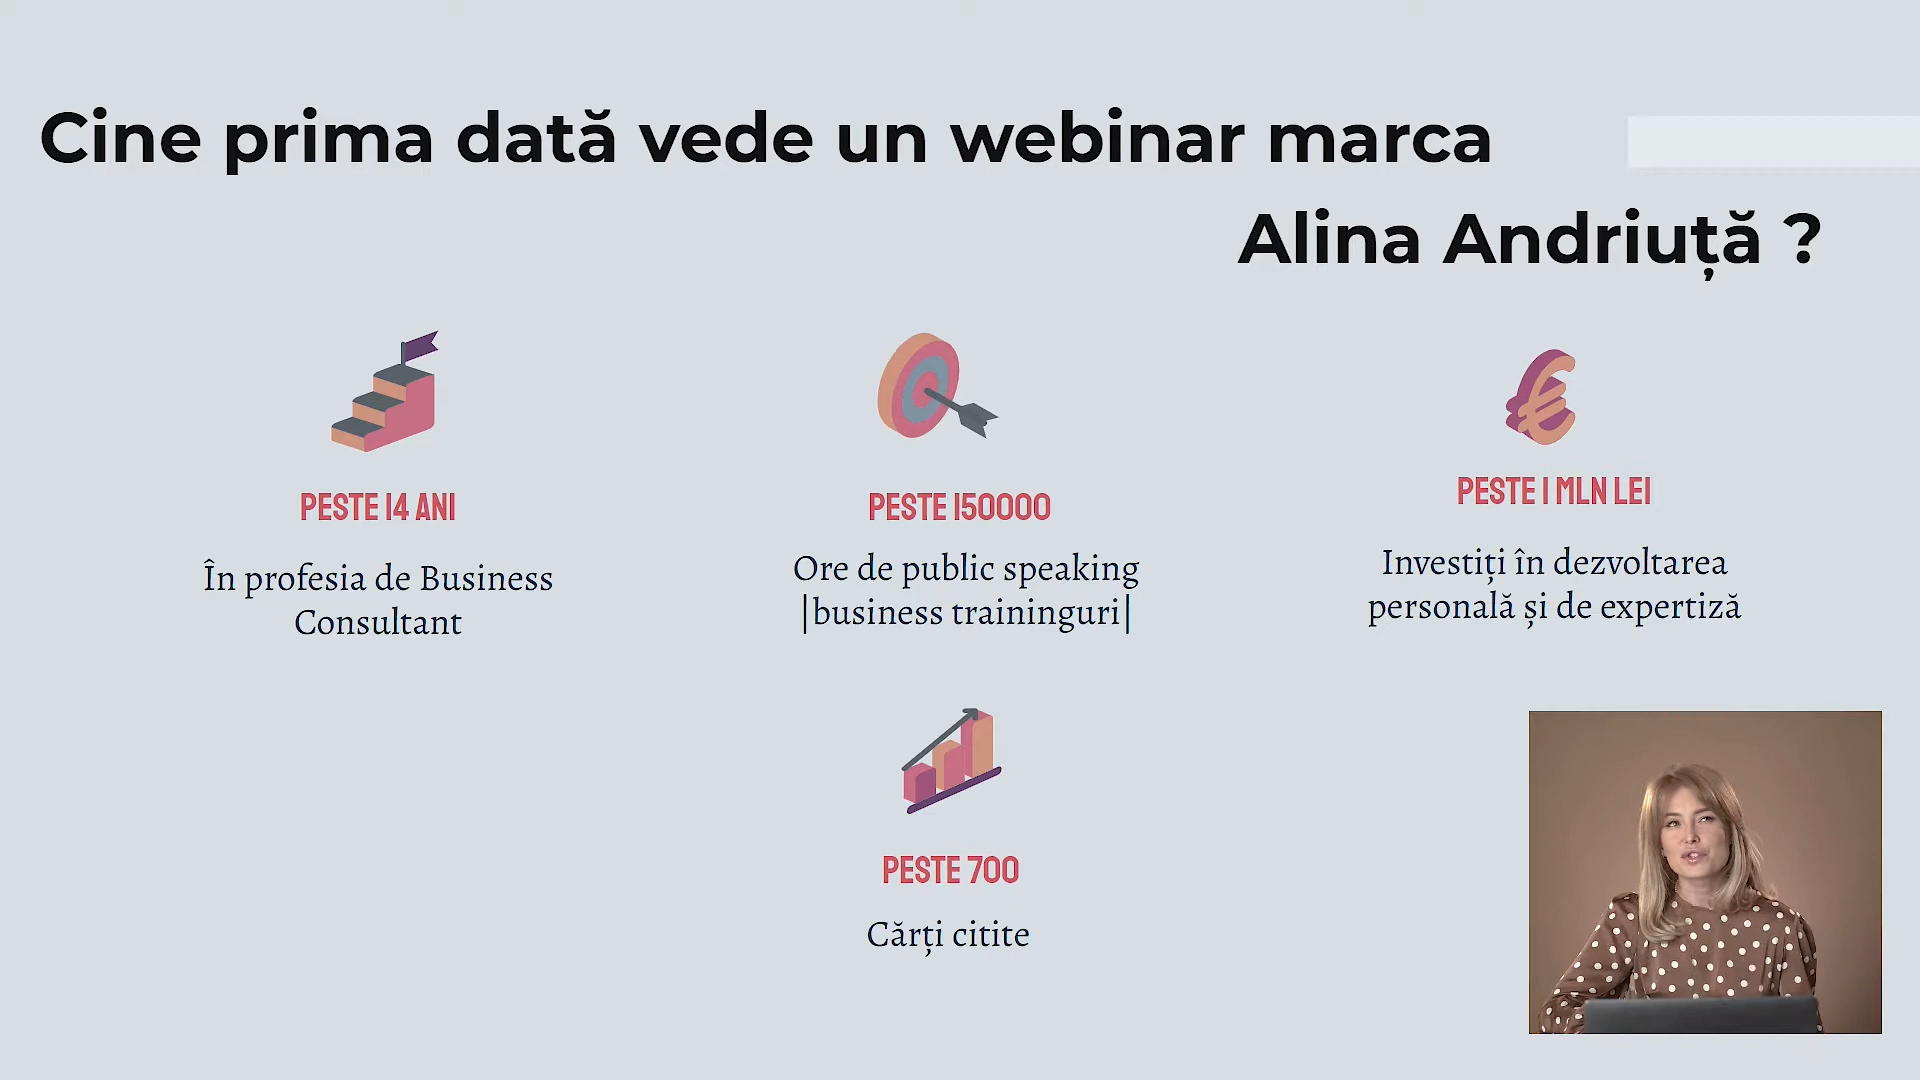 Cine prima dată vede un webinar marca
Alina Andriuță ?
PESTE 14 ANI
În profesia de Business
Consultant
PESTE 150000
Ore de public speaking
|business traininguri|
PESTE 1 MLN LEI
Investiți în dezvoltarea
personală și de expertiză
PESTE 700
Cărți citite